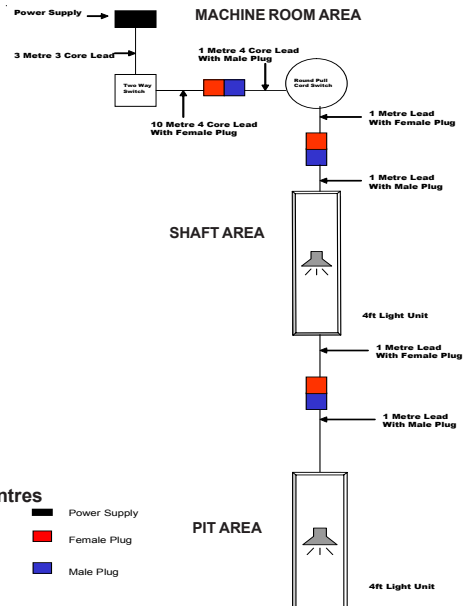 MACHINE ROOM AREA
Power Supply
3 Metre 3 Core Lead
1 Metre 4 Core Lead
With Male Plug
Two Way
Switch
Round Pull
Cord Switch
10 Metre 4 Core Lead
With Female Plug
1 Metre Lead
With Female Plug
1 Metre Lead
With Male Plug
SHAFT AREA
4ft Light Unit
1 Metre Lead
With Female Plug
1 Metre Lead
With Male Plug
ntres
Power Supply
PIT AREA
Female Plug
Male Plug
4ft Light Unit